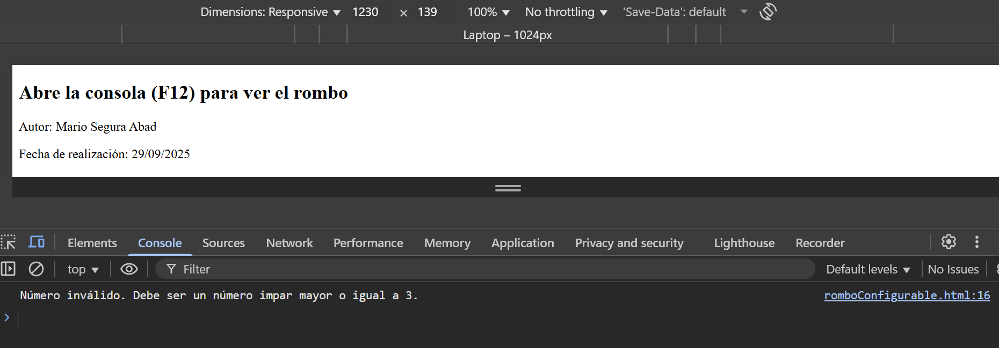 Dimensions: Responsive ▼ 1230 × 139 100% ▼ No throttling ▼ 'Save-Data': default ▼
Laptop – 1024px
Abre la consola (F12) para ver el rombo
Autor: Mario Segura Abad
Fecha de realización: 29/09/2025
Elements Console Sources Network Performance Memory Application Privacy and security Lighthouse Recorder
top ▼ Filter Default levels ▼ No Issues
Número inválido. Debe ser un número impar mayor o igual a 3. romboConfigurable.html:16